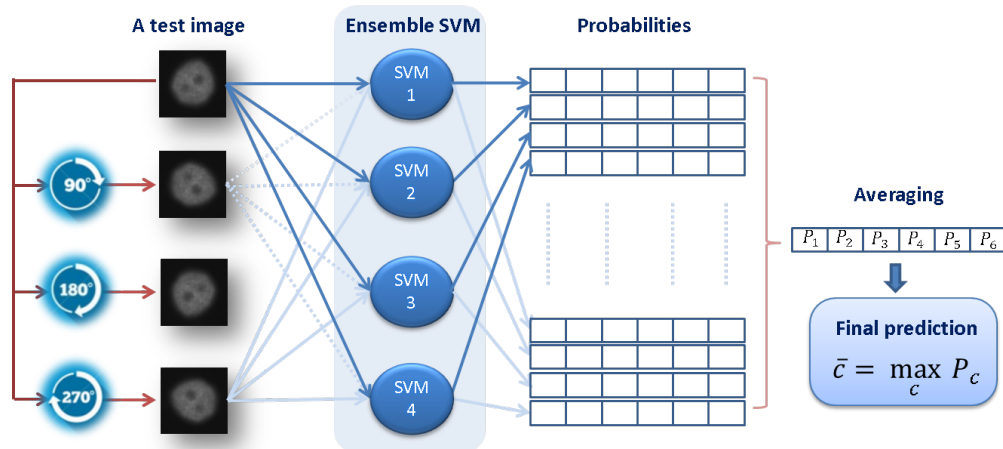 A test image
Ensemble SVM
Probabilities
SVM
1
90°
SVM
2
Averaging
P₁ P₂ P₃ P₄ P₅ P₆
180°
SVM
3
Final prediction
c̄ = max P_c
c
270°
SVM
4